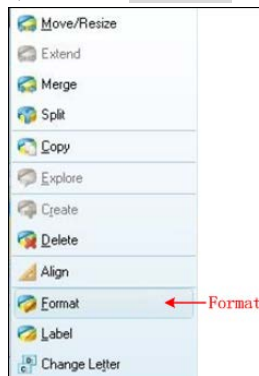 Move/Resize
Extend
Merge
Split
Copy
Explore
Create
Delete
Align
Format Format
Label
Change Letter